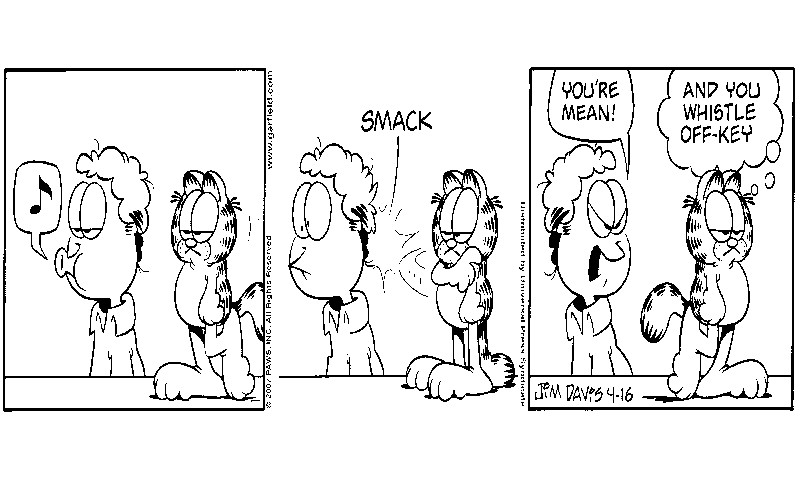 www.garfield.com
© 2007 PAWS, INC. All Rights Reserved
SMACK
Distributed by Universal Press Syndicate
YOU'RE
MEAN!
AND YOU
WHISTLE
OFF-KEY
JIM DAVIS 4-16